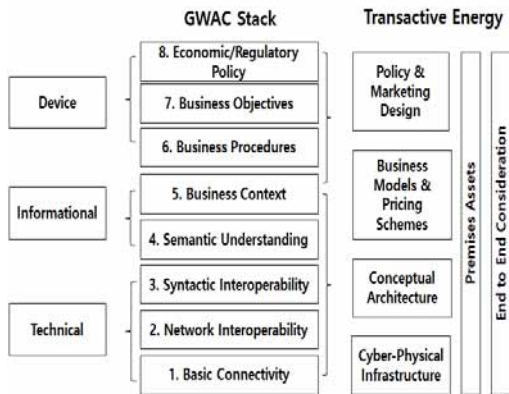 GWAC Stack
Transactive Energy
8. Economic/Regulatory
Policy
7. Business Objectives
6. Business Procedures
5. Business Context
4. Semantic Understanding
3. Syntactic Interoperability
2. Network Interoperability
1. Basic Connectivity
Device
Informational
Technical
Policy &
Marketing
Design
Business
Models &
Pricing
Schemes
Conceptual
Architecture
Cyber-Physical
Infrastructure
Premises Assets
End to End Consideration